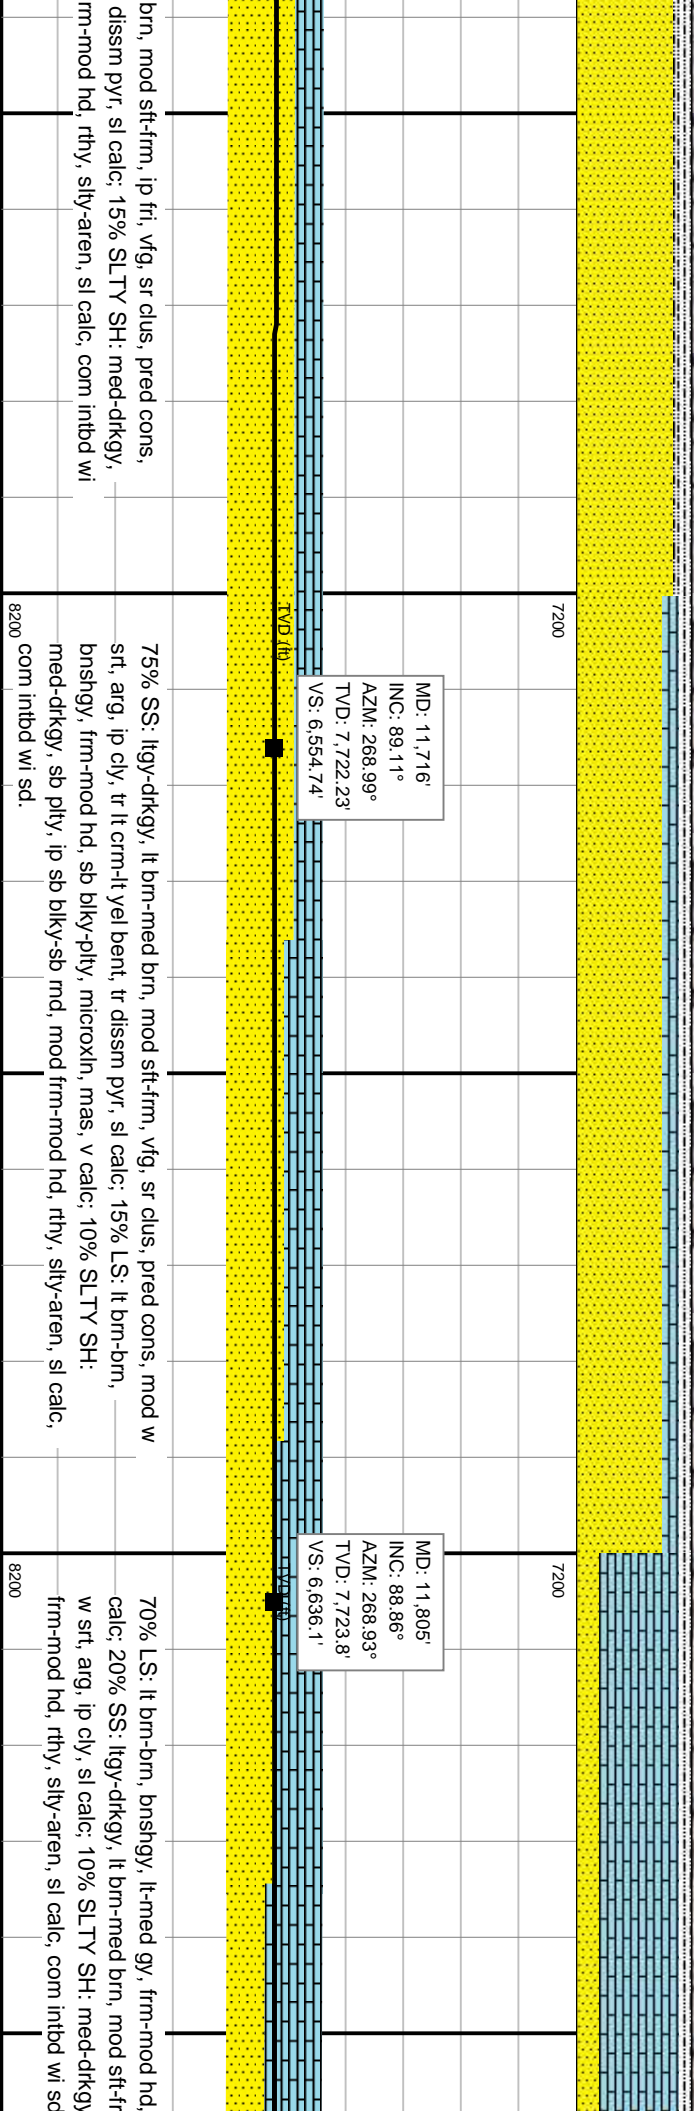 brn, mod sft-frm, ip fri, vfg, sr clus, pred cons,
dissm pyr, sl calc; 15% SLTY SH: med-drkgy,
rm-mod hd, rthy, slty-aren, sl calc, com intbd wi
7200
TVD (ft)
8200
MD: 11,716'
INC: 89.11°
AZM: 268.99°
TVD: 7,722.23'
VS: 6,554.74'
75% SS: ltgy-drkgy, lt brn-med brn, mod sft-frm, vfg, sr clus, pred cons, mod w
srt, arg, ip cly, tr lt crm-lt yel bent, tr dissm pyr, sl calc; 15% LS: lt brn-brn,
bnshgy, frm-mod hd, sb blky-plty, microxln, mas, v calc; 10% SLTY SH:
med-drkgy, sb plty, ip sb blky-sb rnd, mod frm-mod hd, rthy, slty-aren, sl calc,
com intbd wi sd.
7200
TVD (ft)
8200
MD: 11,805'
INC: 88.86°
AZM: 268.93°
TVD: 7,723.8'
VS: 6,636.1'
70% LS: lt brn-brn, bnshgy, lt-med gy, frm-mod hd,
calc; 20% SS: ltgy-drkgy, lt brn-med brn, mod sft-fr
w srt, arg, ip cly, sl calc; 10% SLTY SH: med-drkgy
frm-mod hd, rthy, slty-aren, sl calc, com intbd wi sd